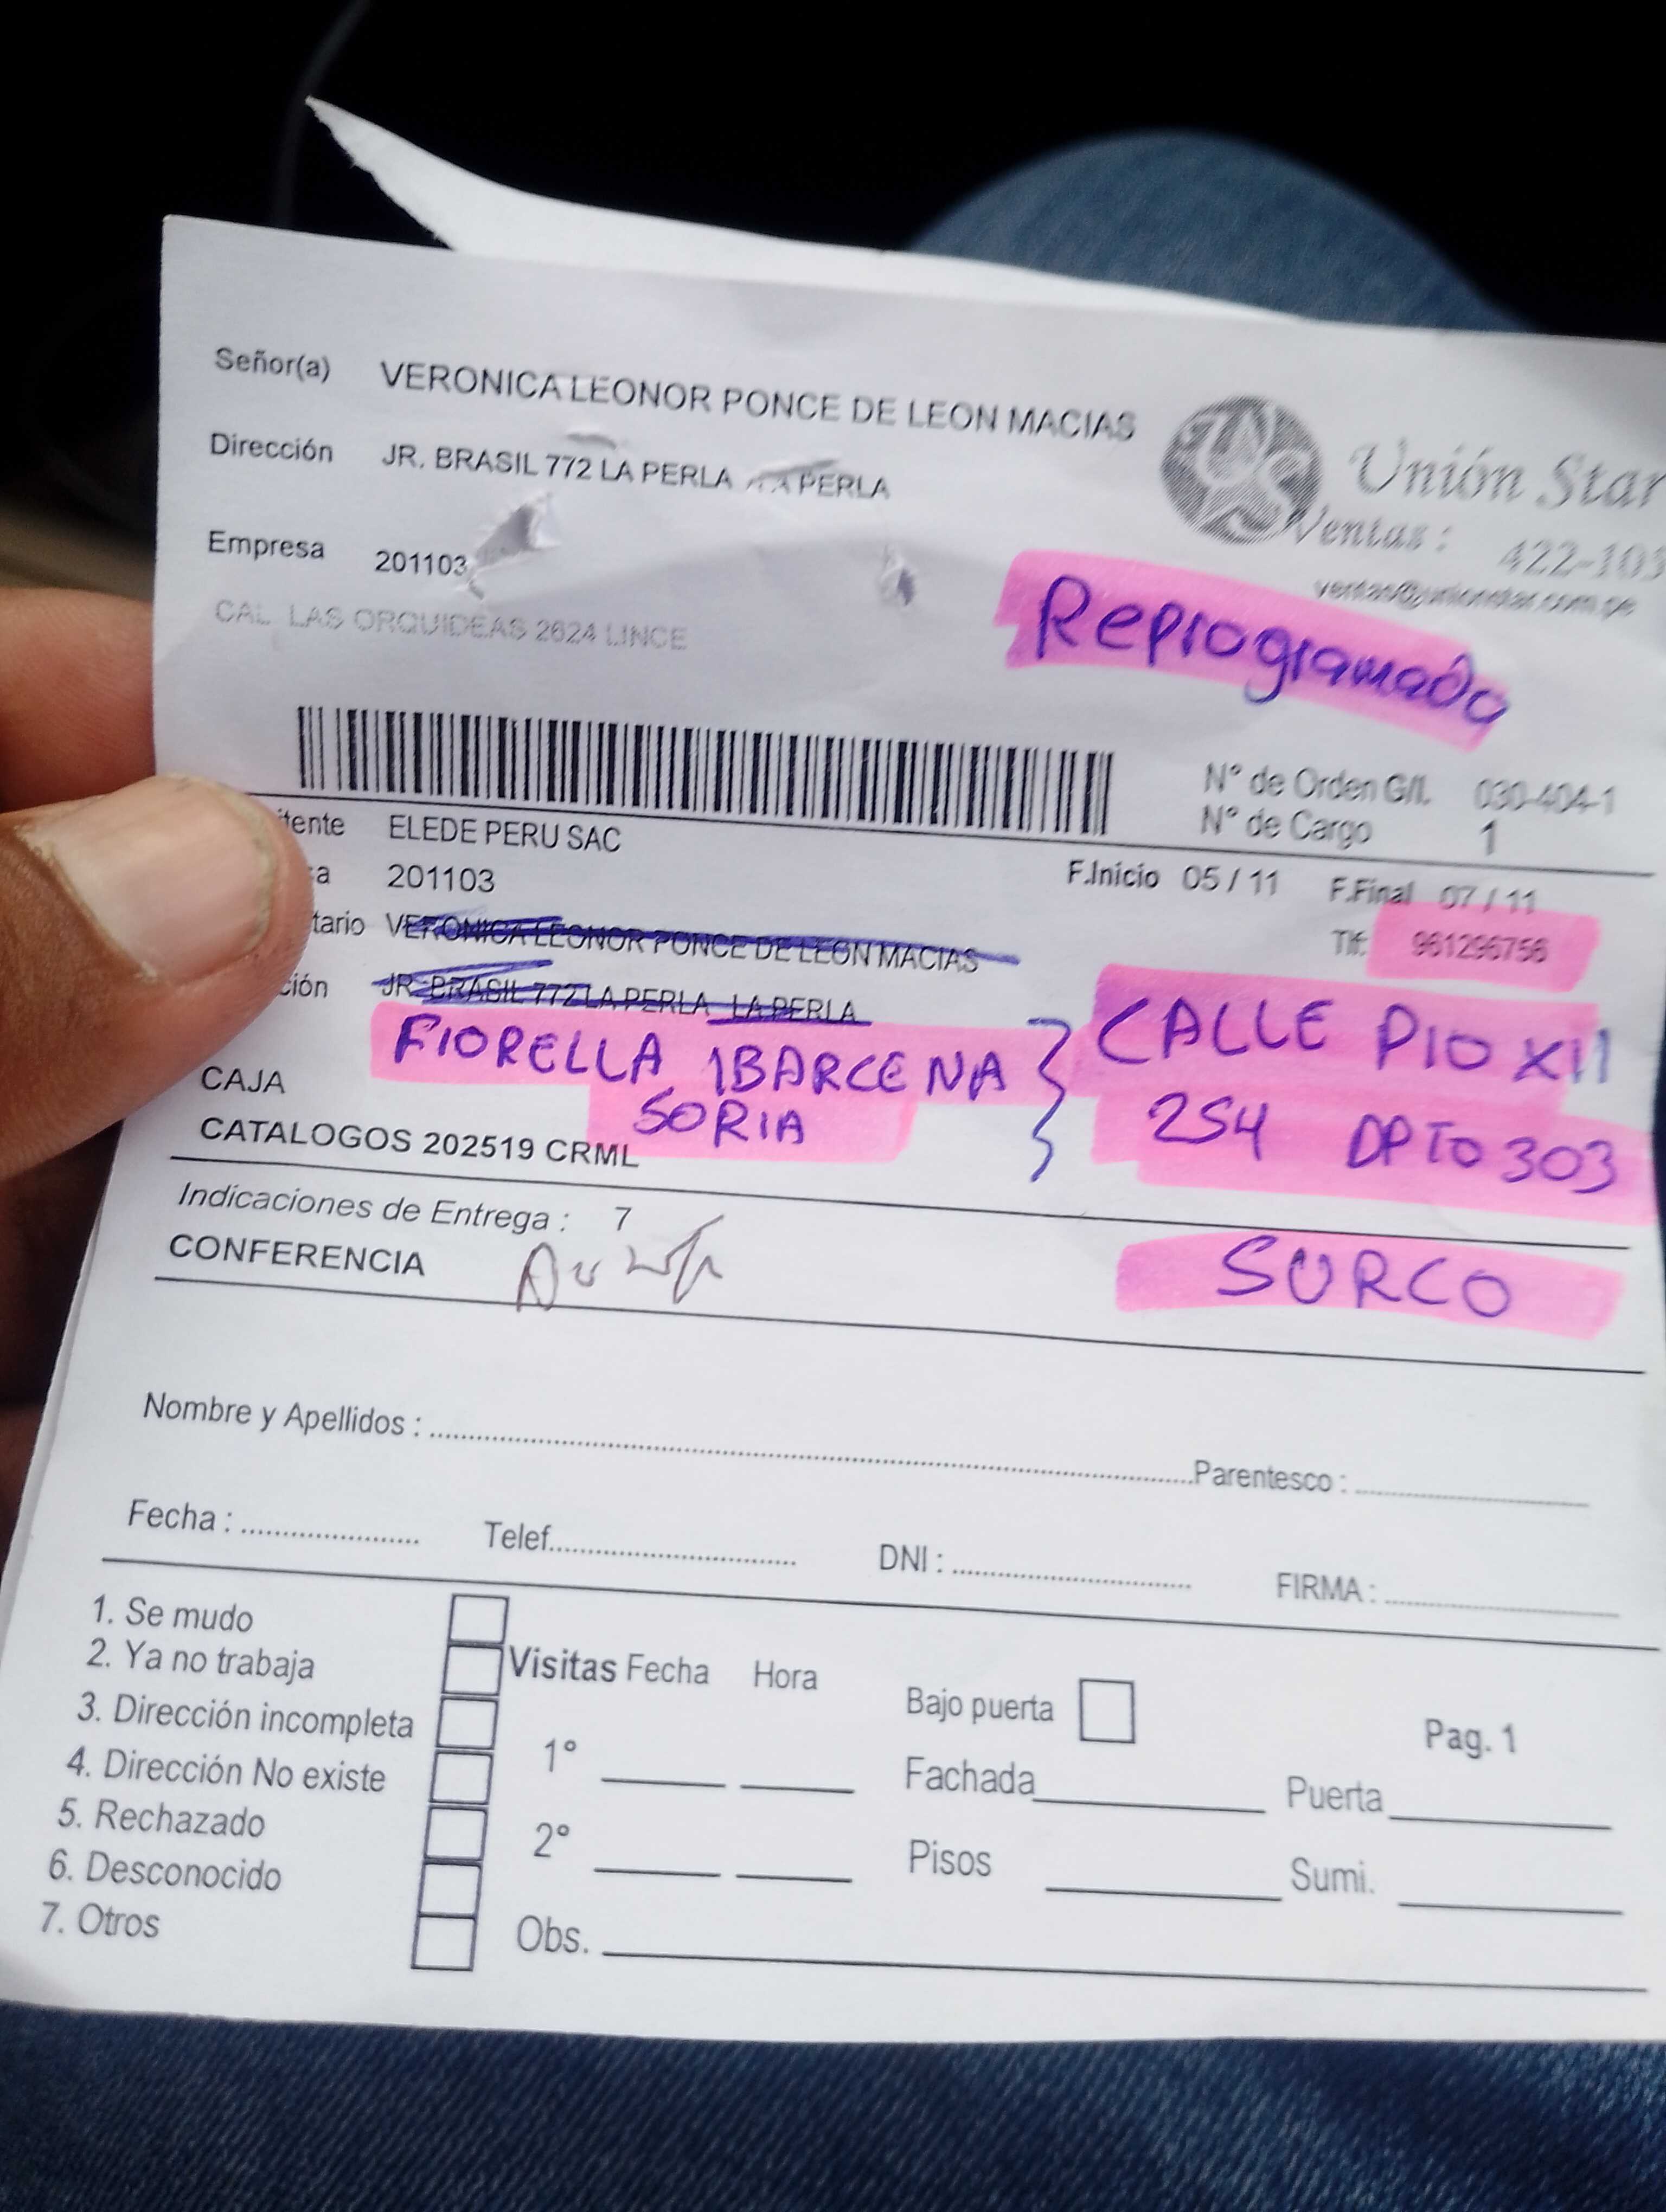 Señor(a) VERONICA LEONOR PONCE DE LEON MACIAS
Dirección JR. BRASIL 772 LA PERLA LA PERLA
Unión Star
Ventas: 422-103
ventas@unionstar.com.pe
Empresa 201103
CAL LAS ORQUIDEAS 2624 LINCE
Reprogramado
Nº de Orden G/I. 030-404-1
Nº de Cargo 1
itente ELEDE PERU SAC
a 201103
F.Inicio 05 / 11 F.Final 07 / 11
tario VERONICA LEONOR PONCE DE LEON MACIAS
Tlf: 961296756
ción JR. BRASIL 772 LA PERLA LA PERLA
FIORELLA IBARCENA SORIA
CALLE PIO XII
254 DPTO 303
SURCO
CAJA
CATALOGOS 202519 CRML
Indicaciones de Entrega : 7
CONFERENCIA
Nombre y Apellidos : Parentesco :
Fecha : Telef. DNI : FIRMA :
1. Se mudo
2. Ya no trabaja
3. Dirección incompleta
4. Dirección No existe
5. Rechazado
6. Desconocido
7. Otros
Visitas Fecha Hora
1°
2°
Obs.
Bajo puerta
Pag. 1
Fachada Puerta
Pisos Sumi.